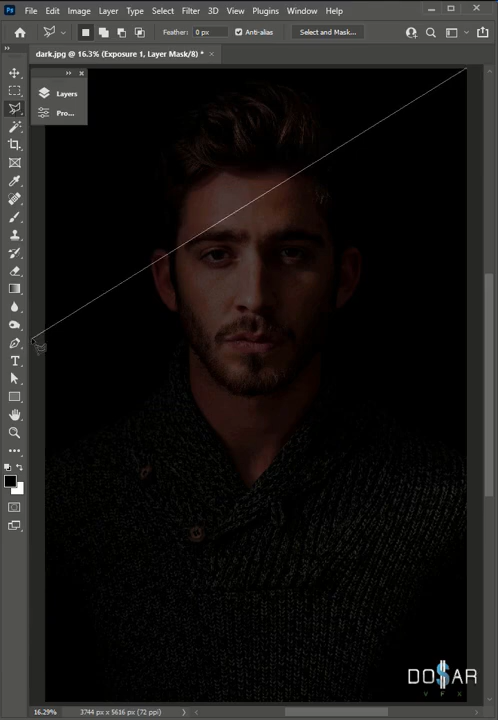 Ps File Edit Image Layer Type Select Filter 3D View Plugins Window Help
Feather: 0 px Anti-alias Select and Mask...
dark.jpg @ 16.3% (Exposure 1, Layer Mask/8) *
Layers
Pro...
DO$AR
V F X
16.29% 3744 px x 5616 px (72 ppi)